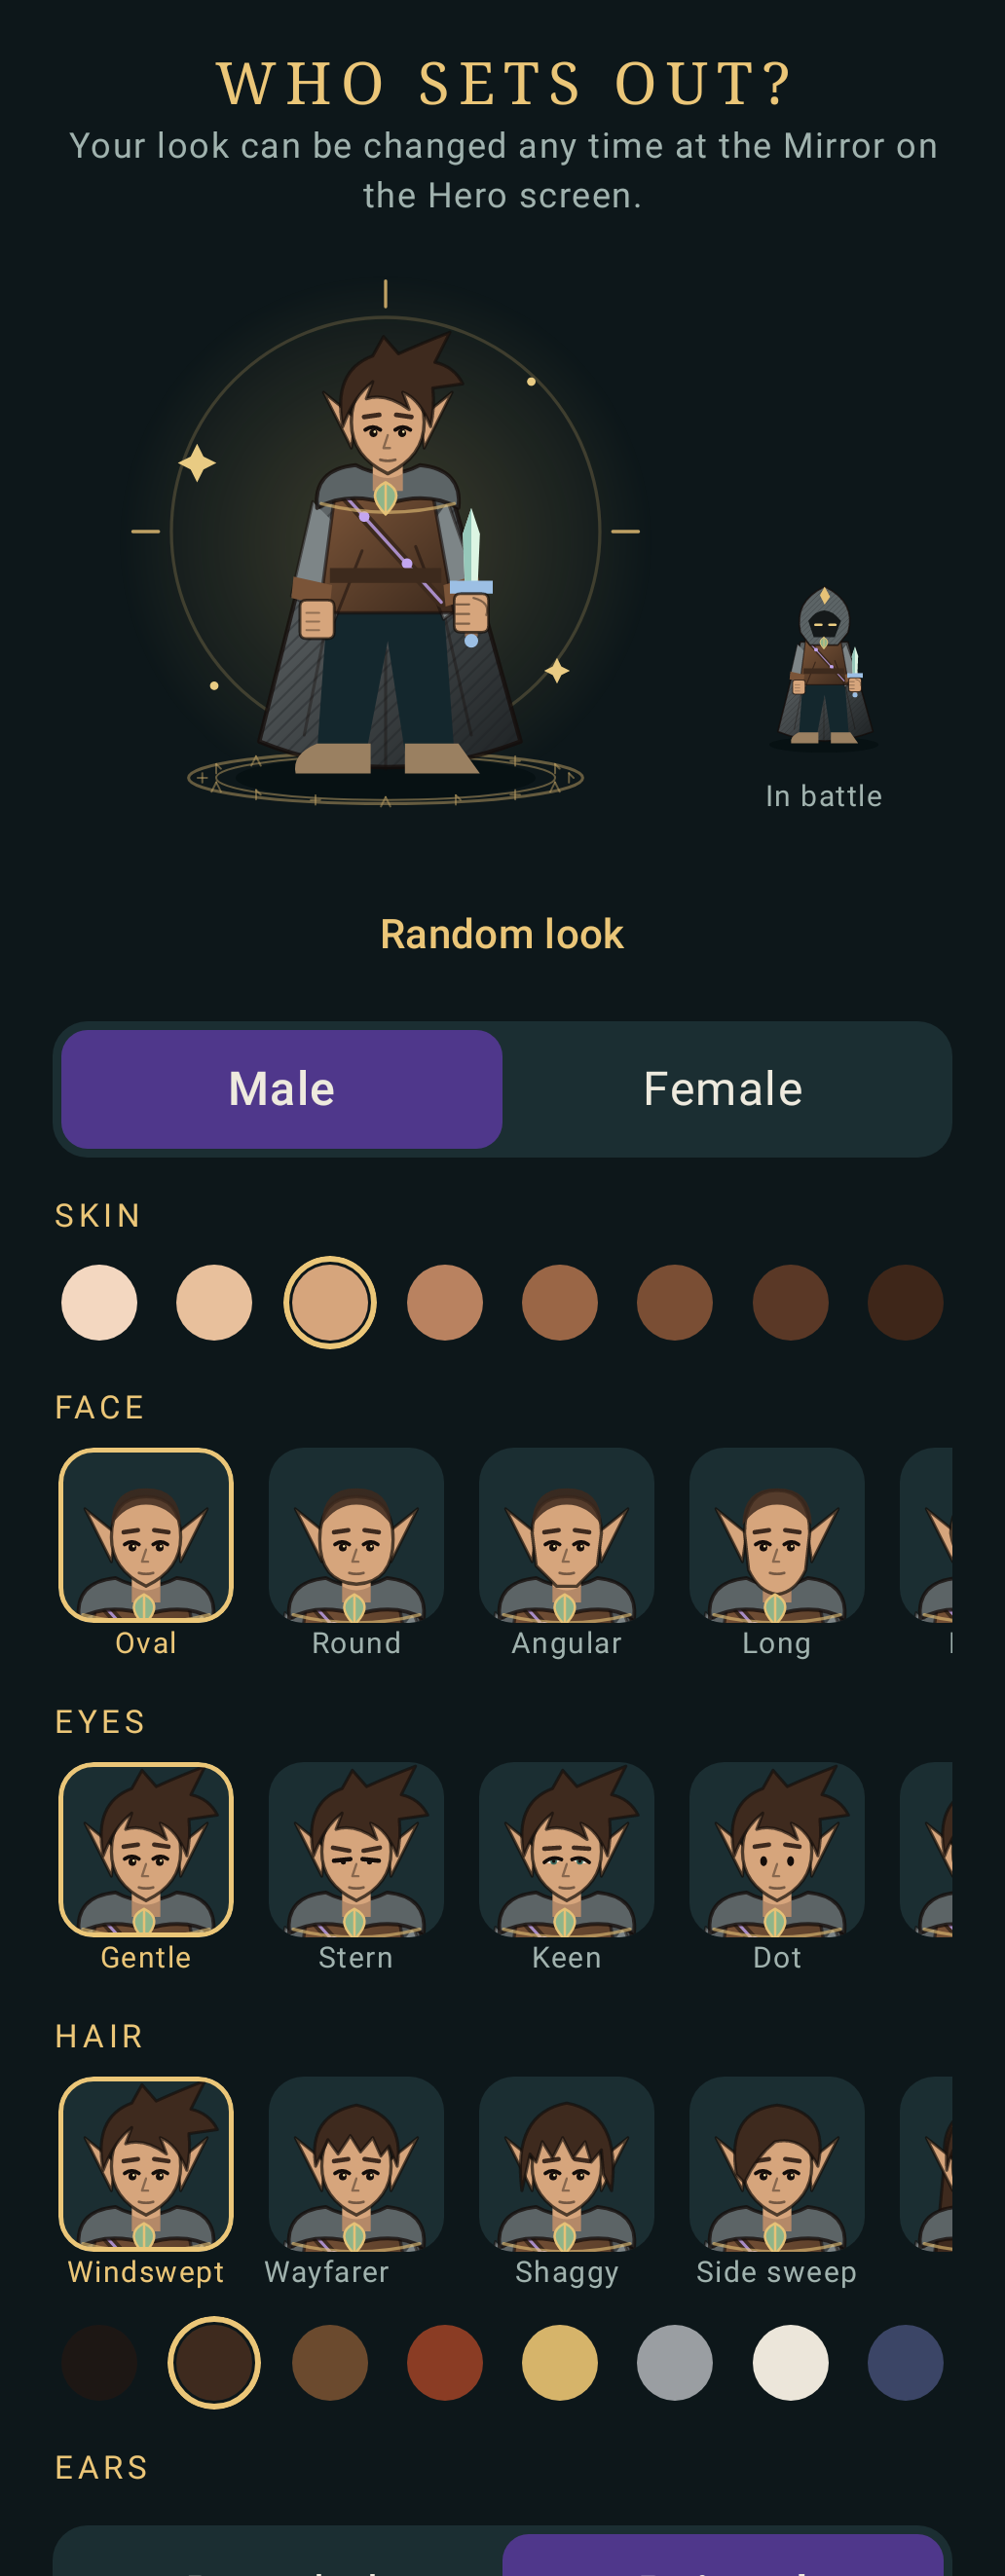 WHO SETS OUT?
Your look can be changed any time at the Mirror on
the Hero screen.
In battle
Random look
Male
Female
SKIN
FACE
Oval
Round
Angular
Long
EYES
Gentle
Stern
Keen
Dot
HAIR
Windswept
Wayfarer
Shaggy
Side sweep
EARS